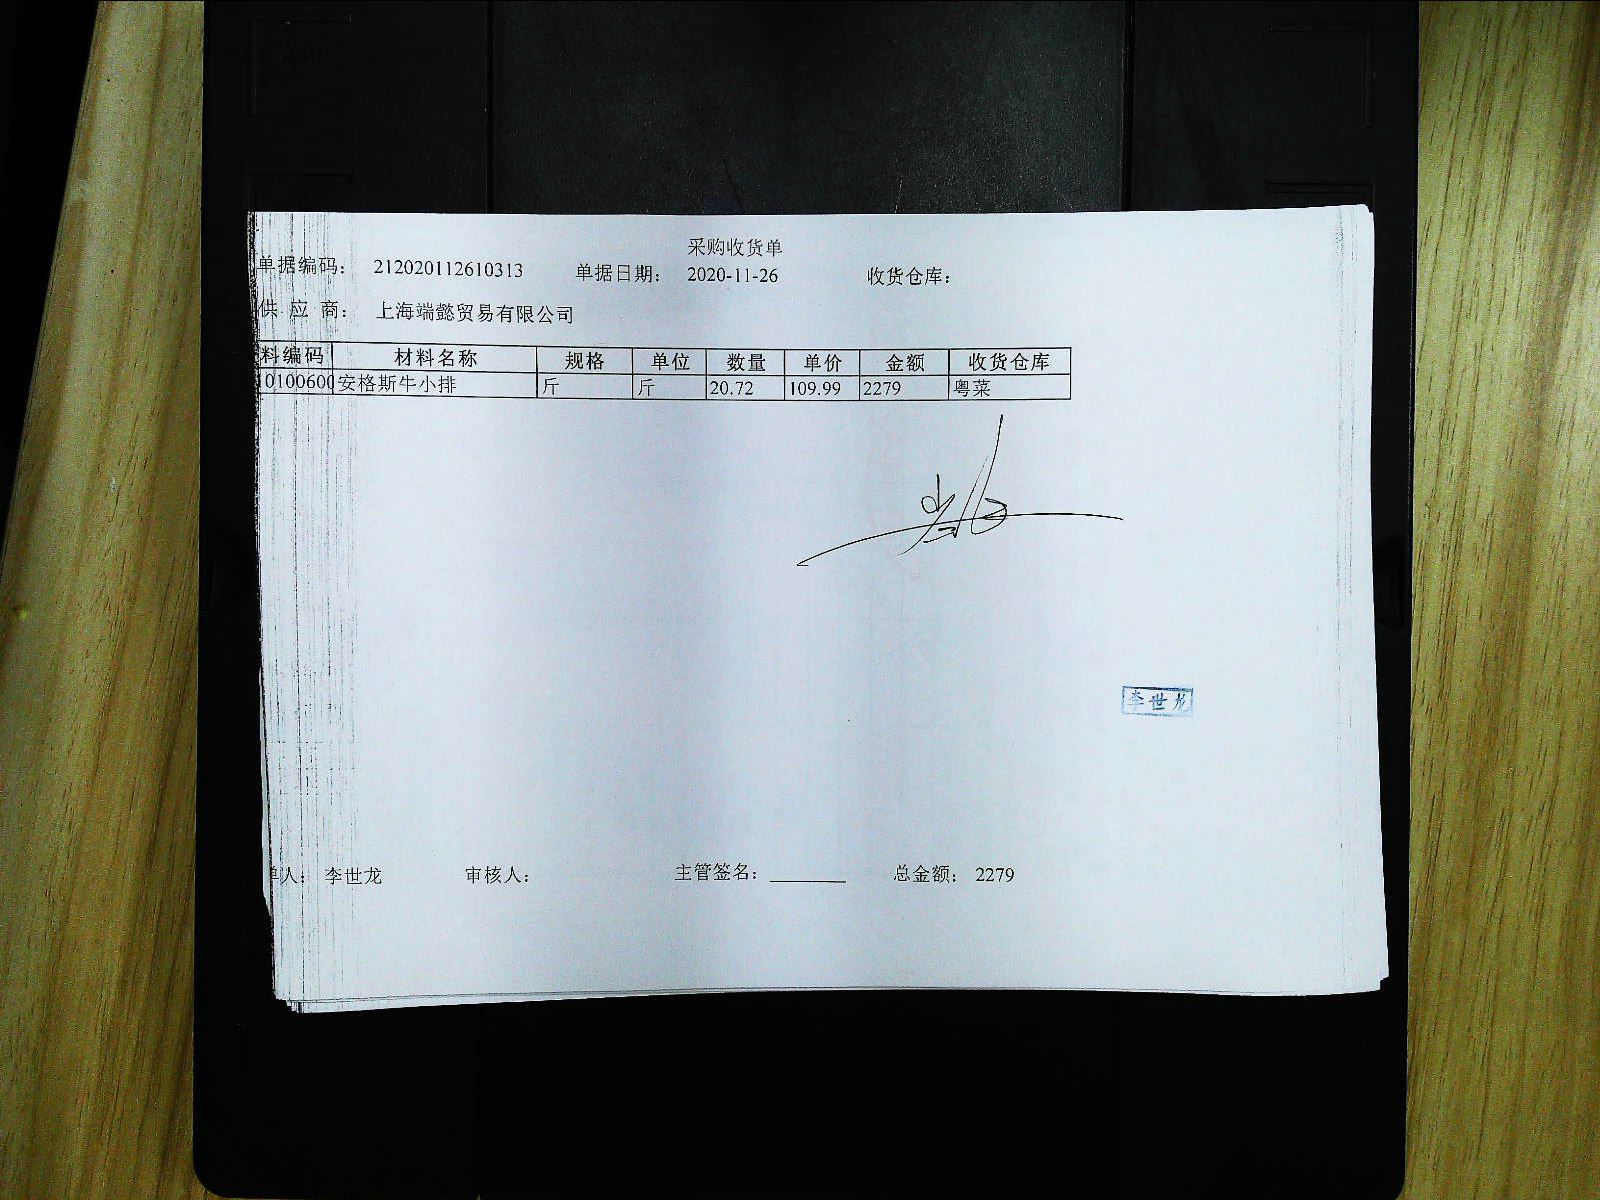 采购收货单
单据编码： 212020112610313 单据日期： 2020-11-26 收货仓库：
供 应 商： 上海端懿贸易有限公司
料编码 材料名称 规格 单位 数量 单价 金额 收货仓库
0100600 安格斯牛小排 斤 斤 20.72 109.99 2279 粤菜
李世龙
单人： 李世龙 审核人： 主管签名： ______ 总金额： 2279